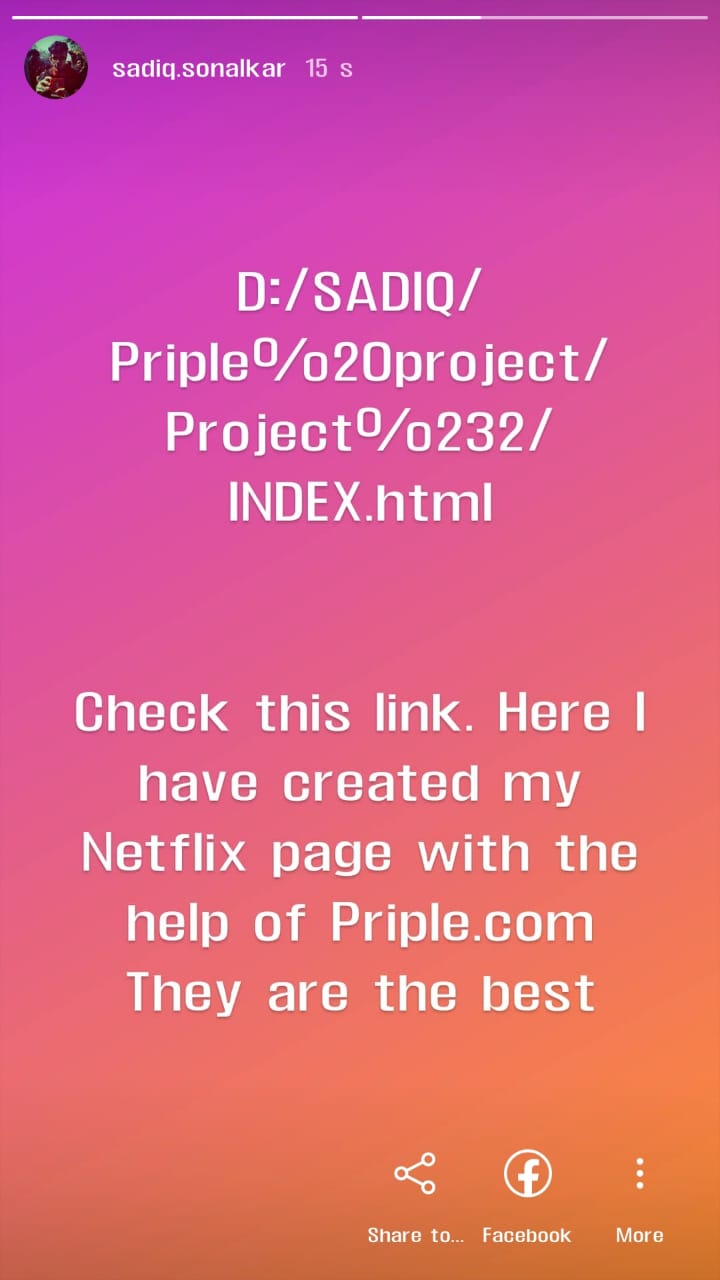 sadiq.sonalkar 15 s
D:/SADIQ/
Priple%20project/
Project%232/
INDEX.html
Check this link. Here I
have created my
Netflix page with the
help of Priple.com
They are the best
Share to... Facebook More